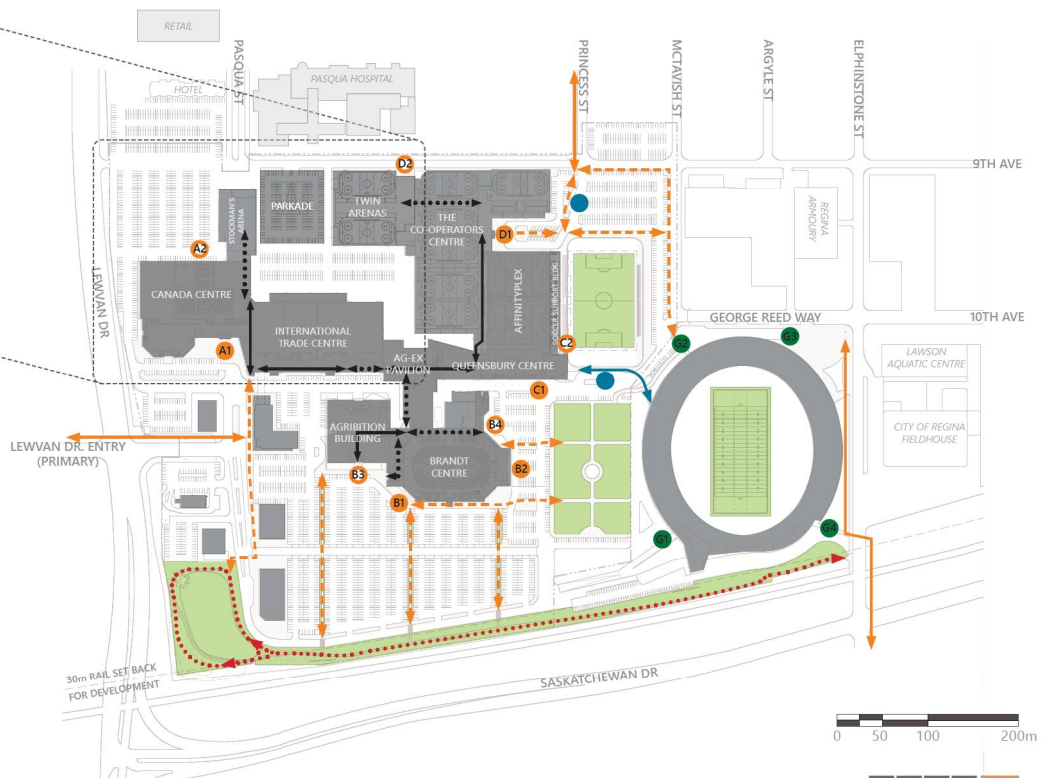 RETAIL
PASQUA ST
PRINCESS ST
MCTAVISH ST
ARGYLE ST
ELPHINSTONE ST
HOTEL
PASQUA HOSPITAL
9TH AVE
D2
STOCKMAN'S
ARENA
PARKADE
TWIN
ARENAS
THE
CO-OPERATORS
CENTRE
D1
REGINA
ARMOURY
A2
LEWVAN DR
CANADA CENTRE
AFFINITYPLEX
SOCCER SUPPORT BLDG
GEORGE REED WAY
10TH AVE
INTERNATIONAL
TRADE CENTRE
C2
G2
G3
A1
AG-EX
PAVILION
QUEENSBURY CENTRE
LAWSON
AQUATIC CENTRE
C1
AGRIBITION
BUILDING
B4
CITY OF REGINA
FIELDHOUSE
LEWVAN DR. ENTRY
(PRIMARY)
BRANDT
CENTRE
B3
B2
B1
G1
G4
30m RAIL SET BACK
FOR DEVELOPMENT
SASKATCHEWAN DR
0 50 100 200m